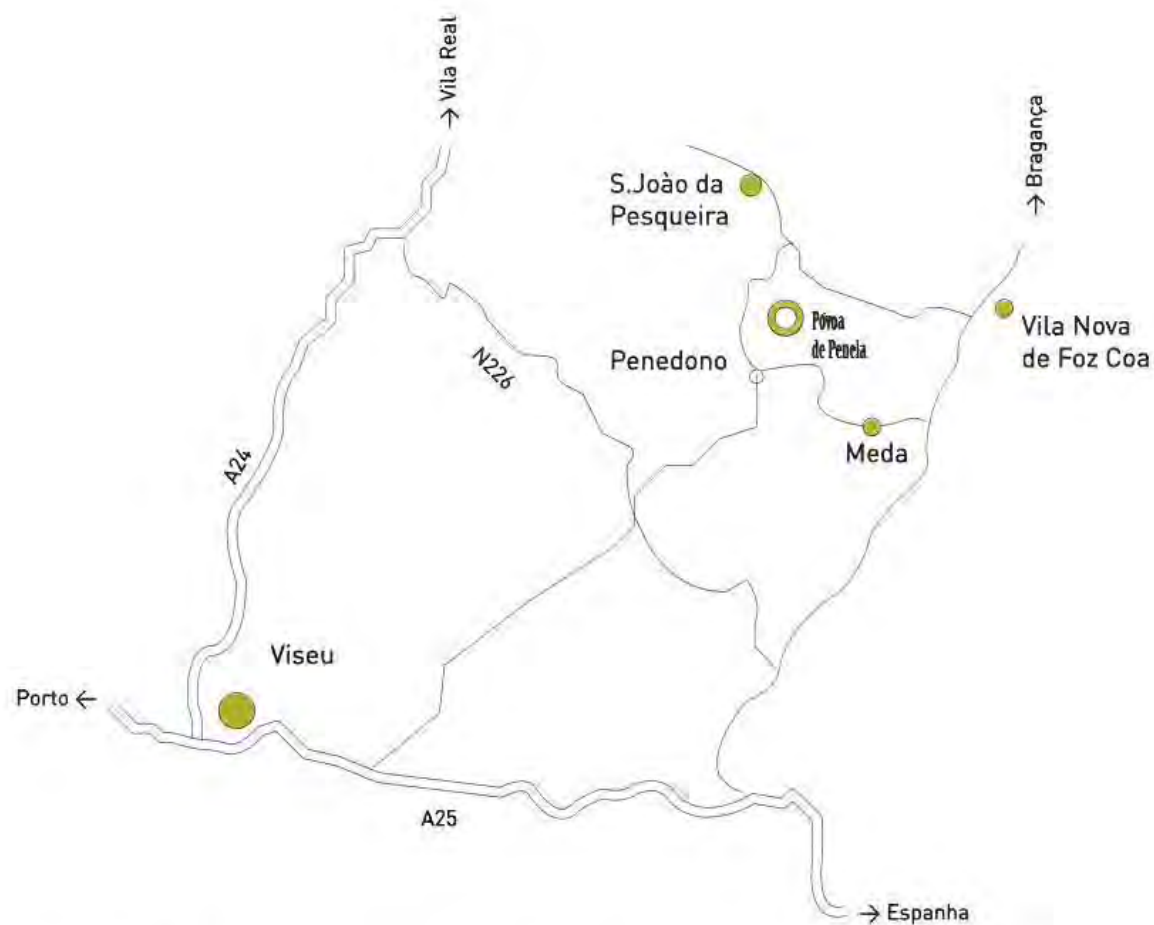 → Vila Real
→ Bragança
S.Joào da
Pesqueira
Póvoa
de Penela
Vila Nova
de Foz Coa
Penedono
N226
Meda
A24
Viseu
Porto ←
A25
→ Espanha